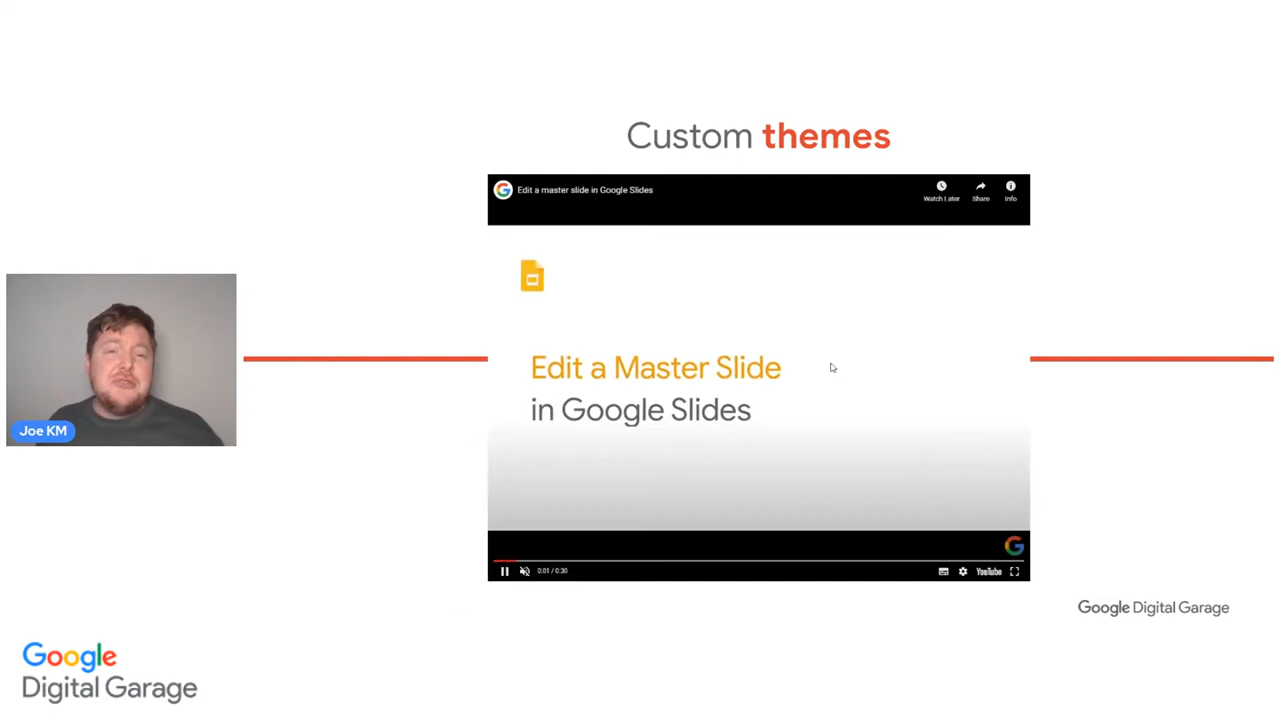 Custom themes
Edit a master slide in Google Slides
Watch Later
Share
Info
Edit a Master Slide
in Google Slides
Joe KM
0:01 / 0:30
YouTube
Google Digital Garage
Google
Digital Garage